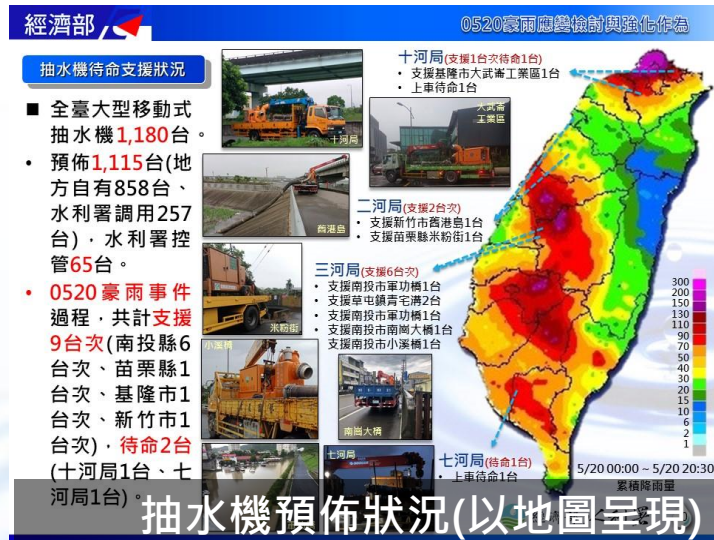 經濟部
0520豪雨應變檢討與強化作為
抽水機待命支援狀況
■ 全臺大型移動式
抽水機1,180台。
• 預佈1,115台(地
方自有858台、
水利署調用257
台)，水利署控
管65台。
• 0520豪雨事件
過程，共計支援
9台次(南投縣6
台次、苗栗縣1
台次、基隆市1
台次、新竹市1
台次)，待命2台
(十河局1台、七
河局1台)。
十河局
大武崙
工業區
舊港島
米粉街
小溪橋
南崗大橋
七河局
十河局(支援1台次待命1台)
• 支援基隆市大武崙工業區1台
• 上車待命1台
二河局(支援2台次)
• 支援新竹市舊港島1台
• 支援苗栗縣米粉街1台
三河局(支援6台次)
• 支援南投市軍功橋1台
• 支援草屯鎮青宅溝2台
• 支援南投市軍功橋1台
• 支援南投市南崗大橋1台
支援南投市小溪橋1台
七河局(待命1台)
• 上車待命1台
300
200
150
130
110
90
70
50
40
30
20
15
10
6
2
1
5/20 00:00 ~ 5/20 20:30
累積降雨量
抽水機預佈狀況(以地圖呈現)